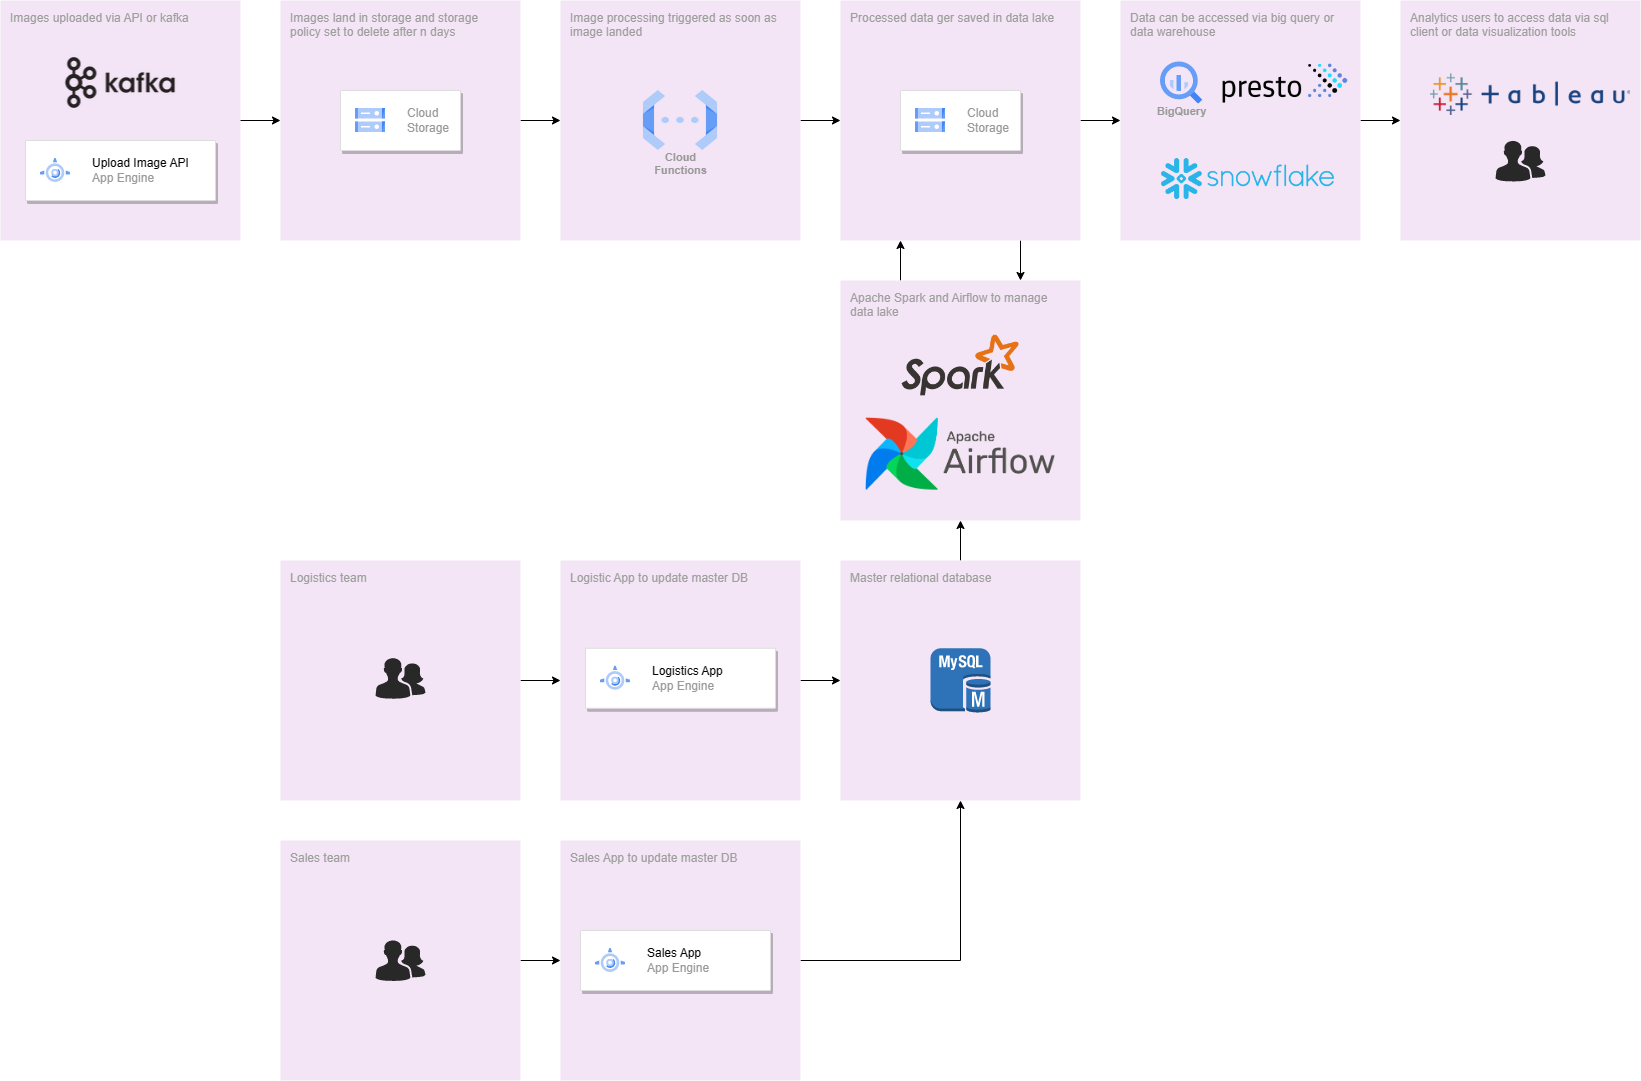 Images uploaded via API or kafka
kafka
Upload Image API
App Engine
Images land in storage and storage
policy set to delete after n days
Cloud
Storage
Image processing triggered as soon as
image landed
Cloud
Functions
Processed data ger saved in data lake
Cloud
Storage
Data can be accessed via big query or
data warehouse
BigQuery
presto
snowflake
Analytics users to access data via sql
client or data visualization tools
+ableau
Apache Spark and Airflow to manage
data lake
Spark
Apache
Airflow
Logistics team
Logistic App to update master DB
Logistics App
App Engine
Master relational database
MySQL
M
Sales team
Sales App to update master DB
Sales App
App Engine